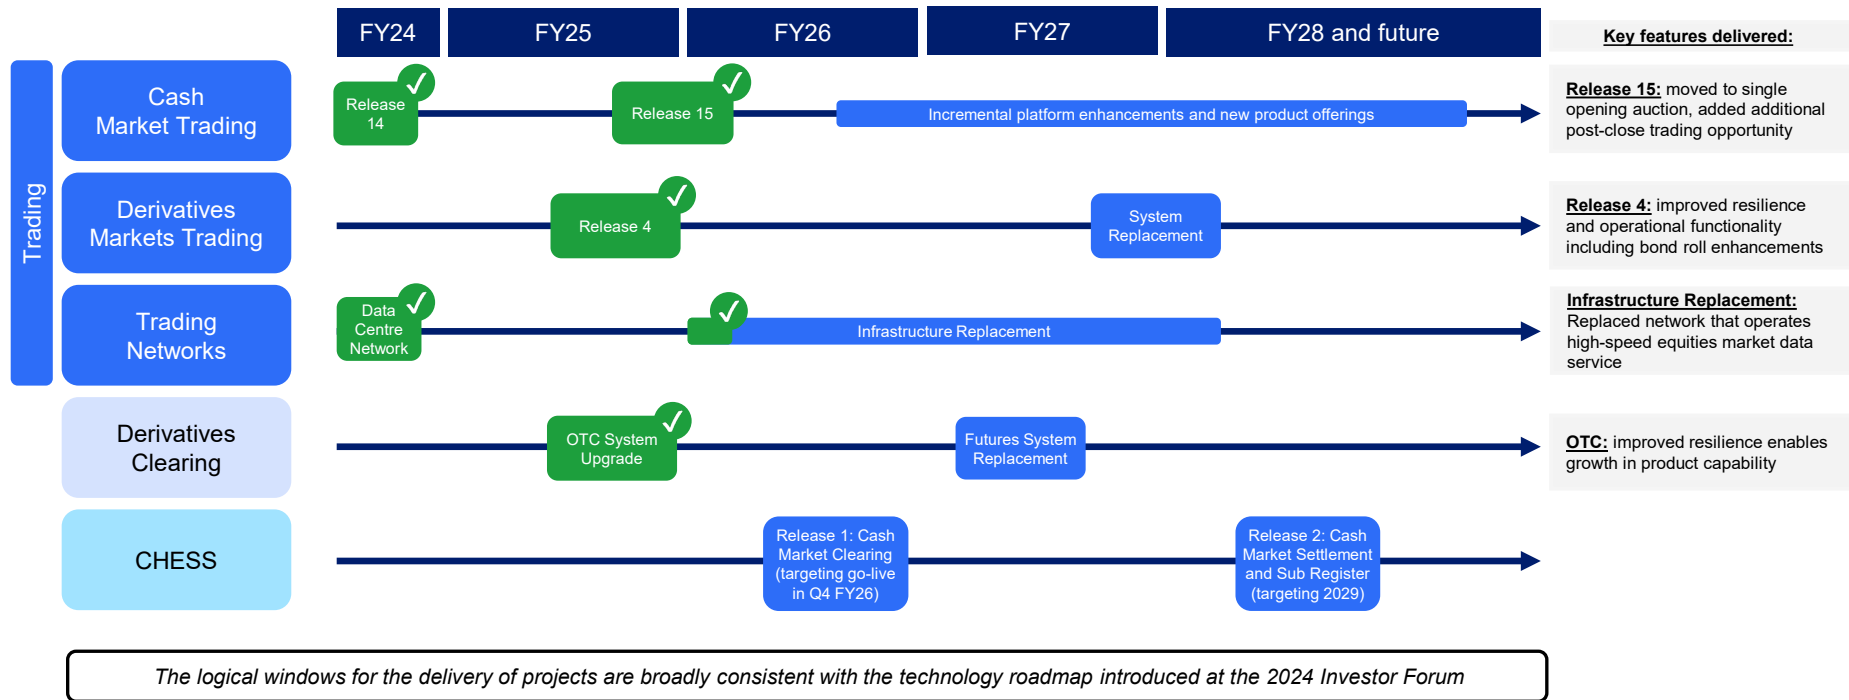 FY24
FY25
FY26
FY27
FY28 and future
Key features delivered:
Trading
Cash
Market Trading
Release
14
Release 15
Incremental platform enhancements and new product offerings
Release 15: moved to single
opening auction, added additional
post-close trading opportunity
Derivatives
Markets Trading
Release 4
System
Replacement
Release 4: improved resilience
and operational functionality
including bond roll enhancements
Trading
Networks
Data
Centre
Network
Infrastructure Replacement
Infrastructure Replacement:
Replaced network that operates
high-speed equities market data
service
Derivatives
Clearing
OTC System
Upgrade
Futures System
Replacement
OTC: improved resilience enables
growth in product capability
CHESS
Release 1: Cash
Market Clearing
(targeting go-live
in Q4 FY26)
Release 2: Cash
Market Settlement
and Sub Register
(targeting 2029)
The logical windows for the delivery of projects are broadly consistent with the technology roadmap introduced at the 2024 Investor Forum